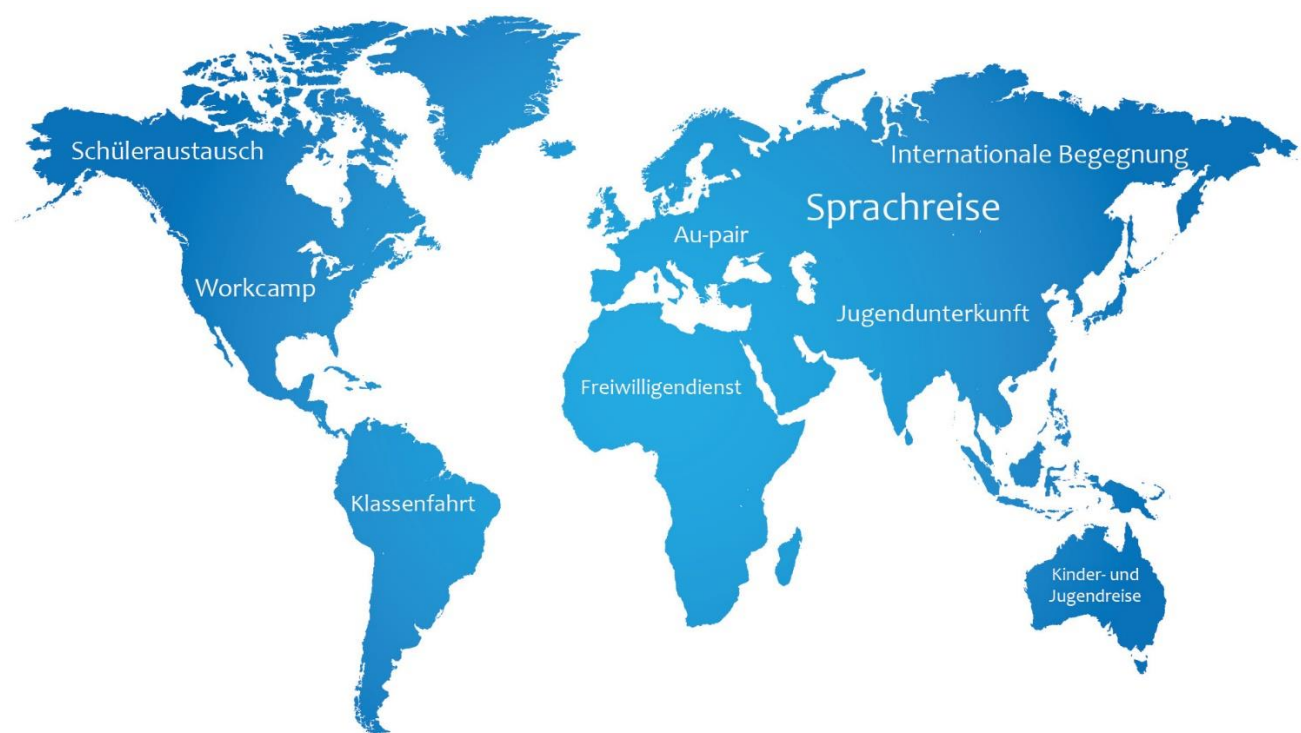 Schüleraustausch
Internationale Begegnung
Sprachreise
Au-pair
Workcamp
Jugendunterkunft
Freiwilligendienst
Klassenfahrt
Kinder- und
Jugendreise